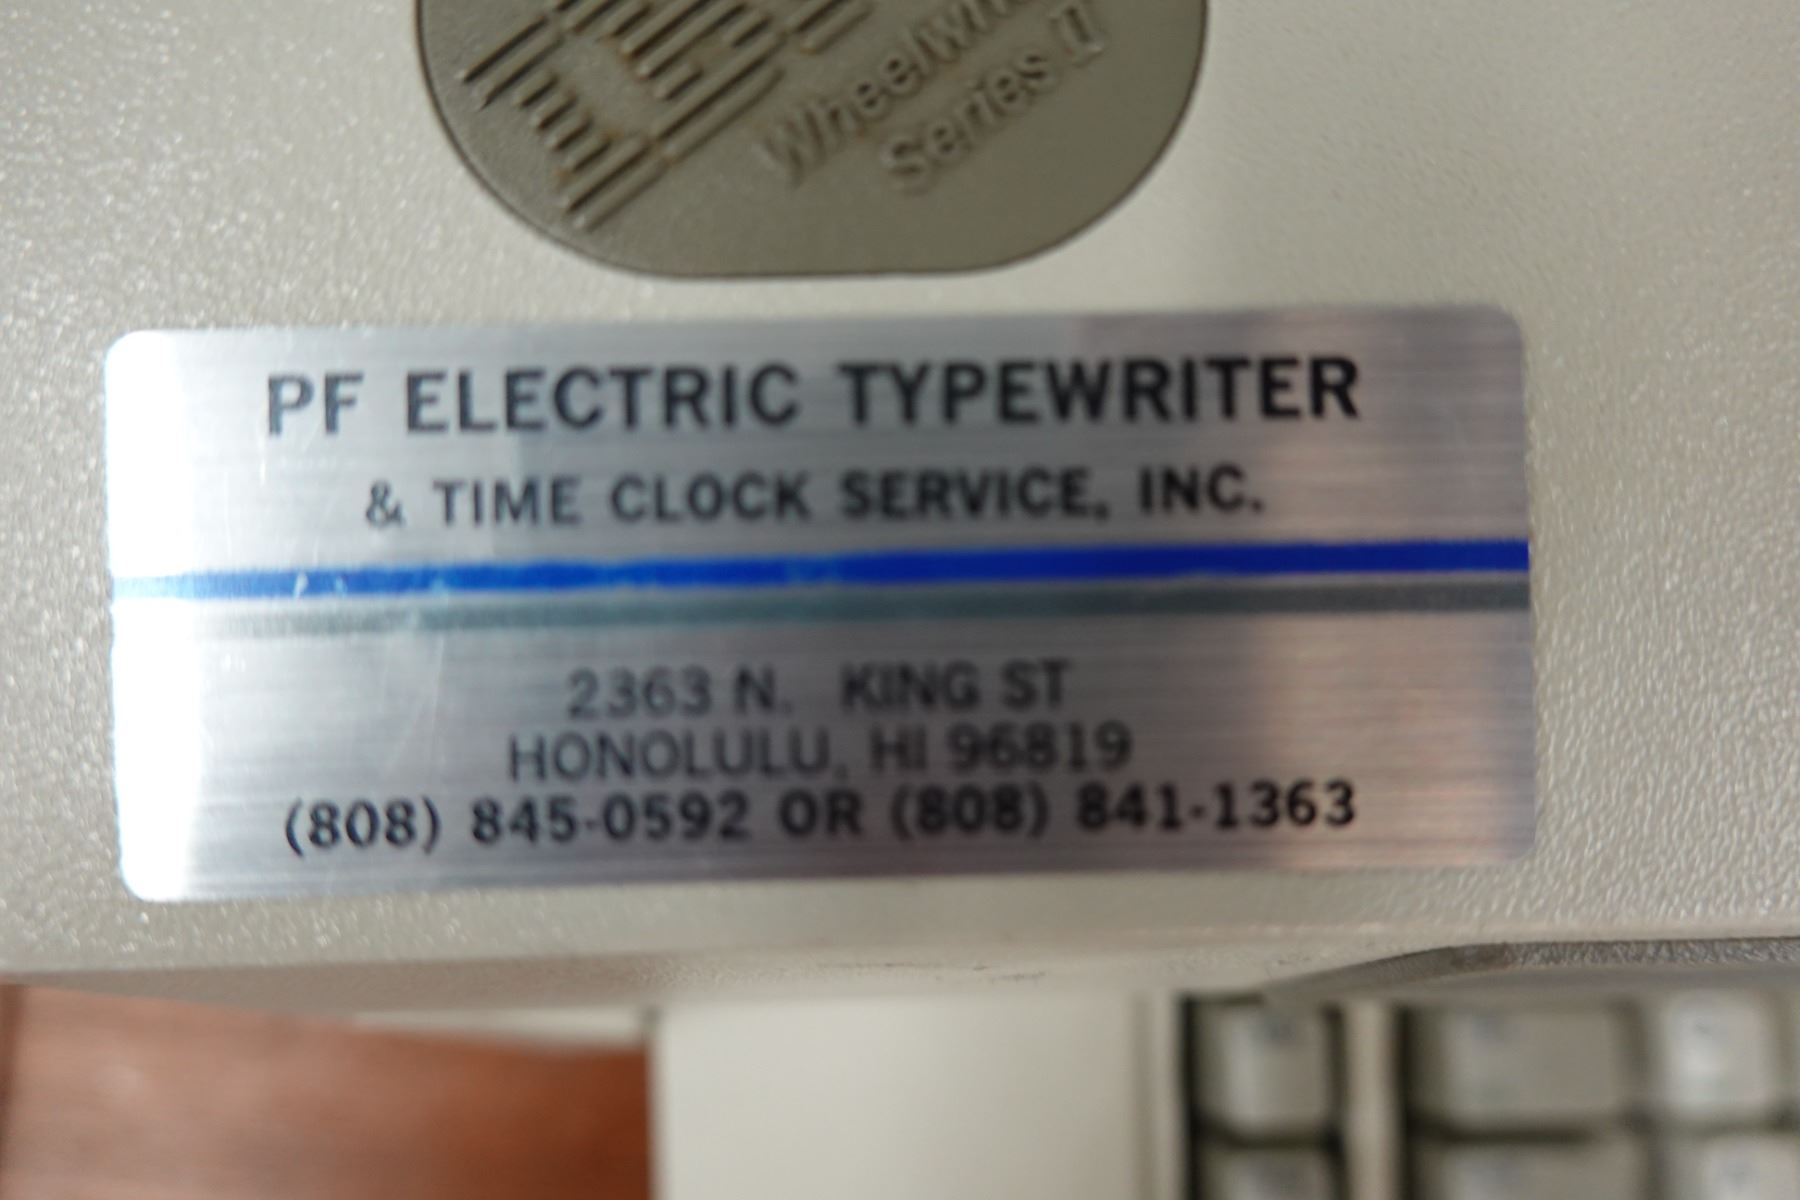 Series II
PF ELECTRIC TYPEWRITER
& TIME CLOCK SERVICE, INC.
2363 N. KING ST
HONOLULU, HI 96819
(808) 845-0592 OR (808) 841-1363